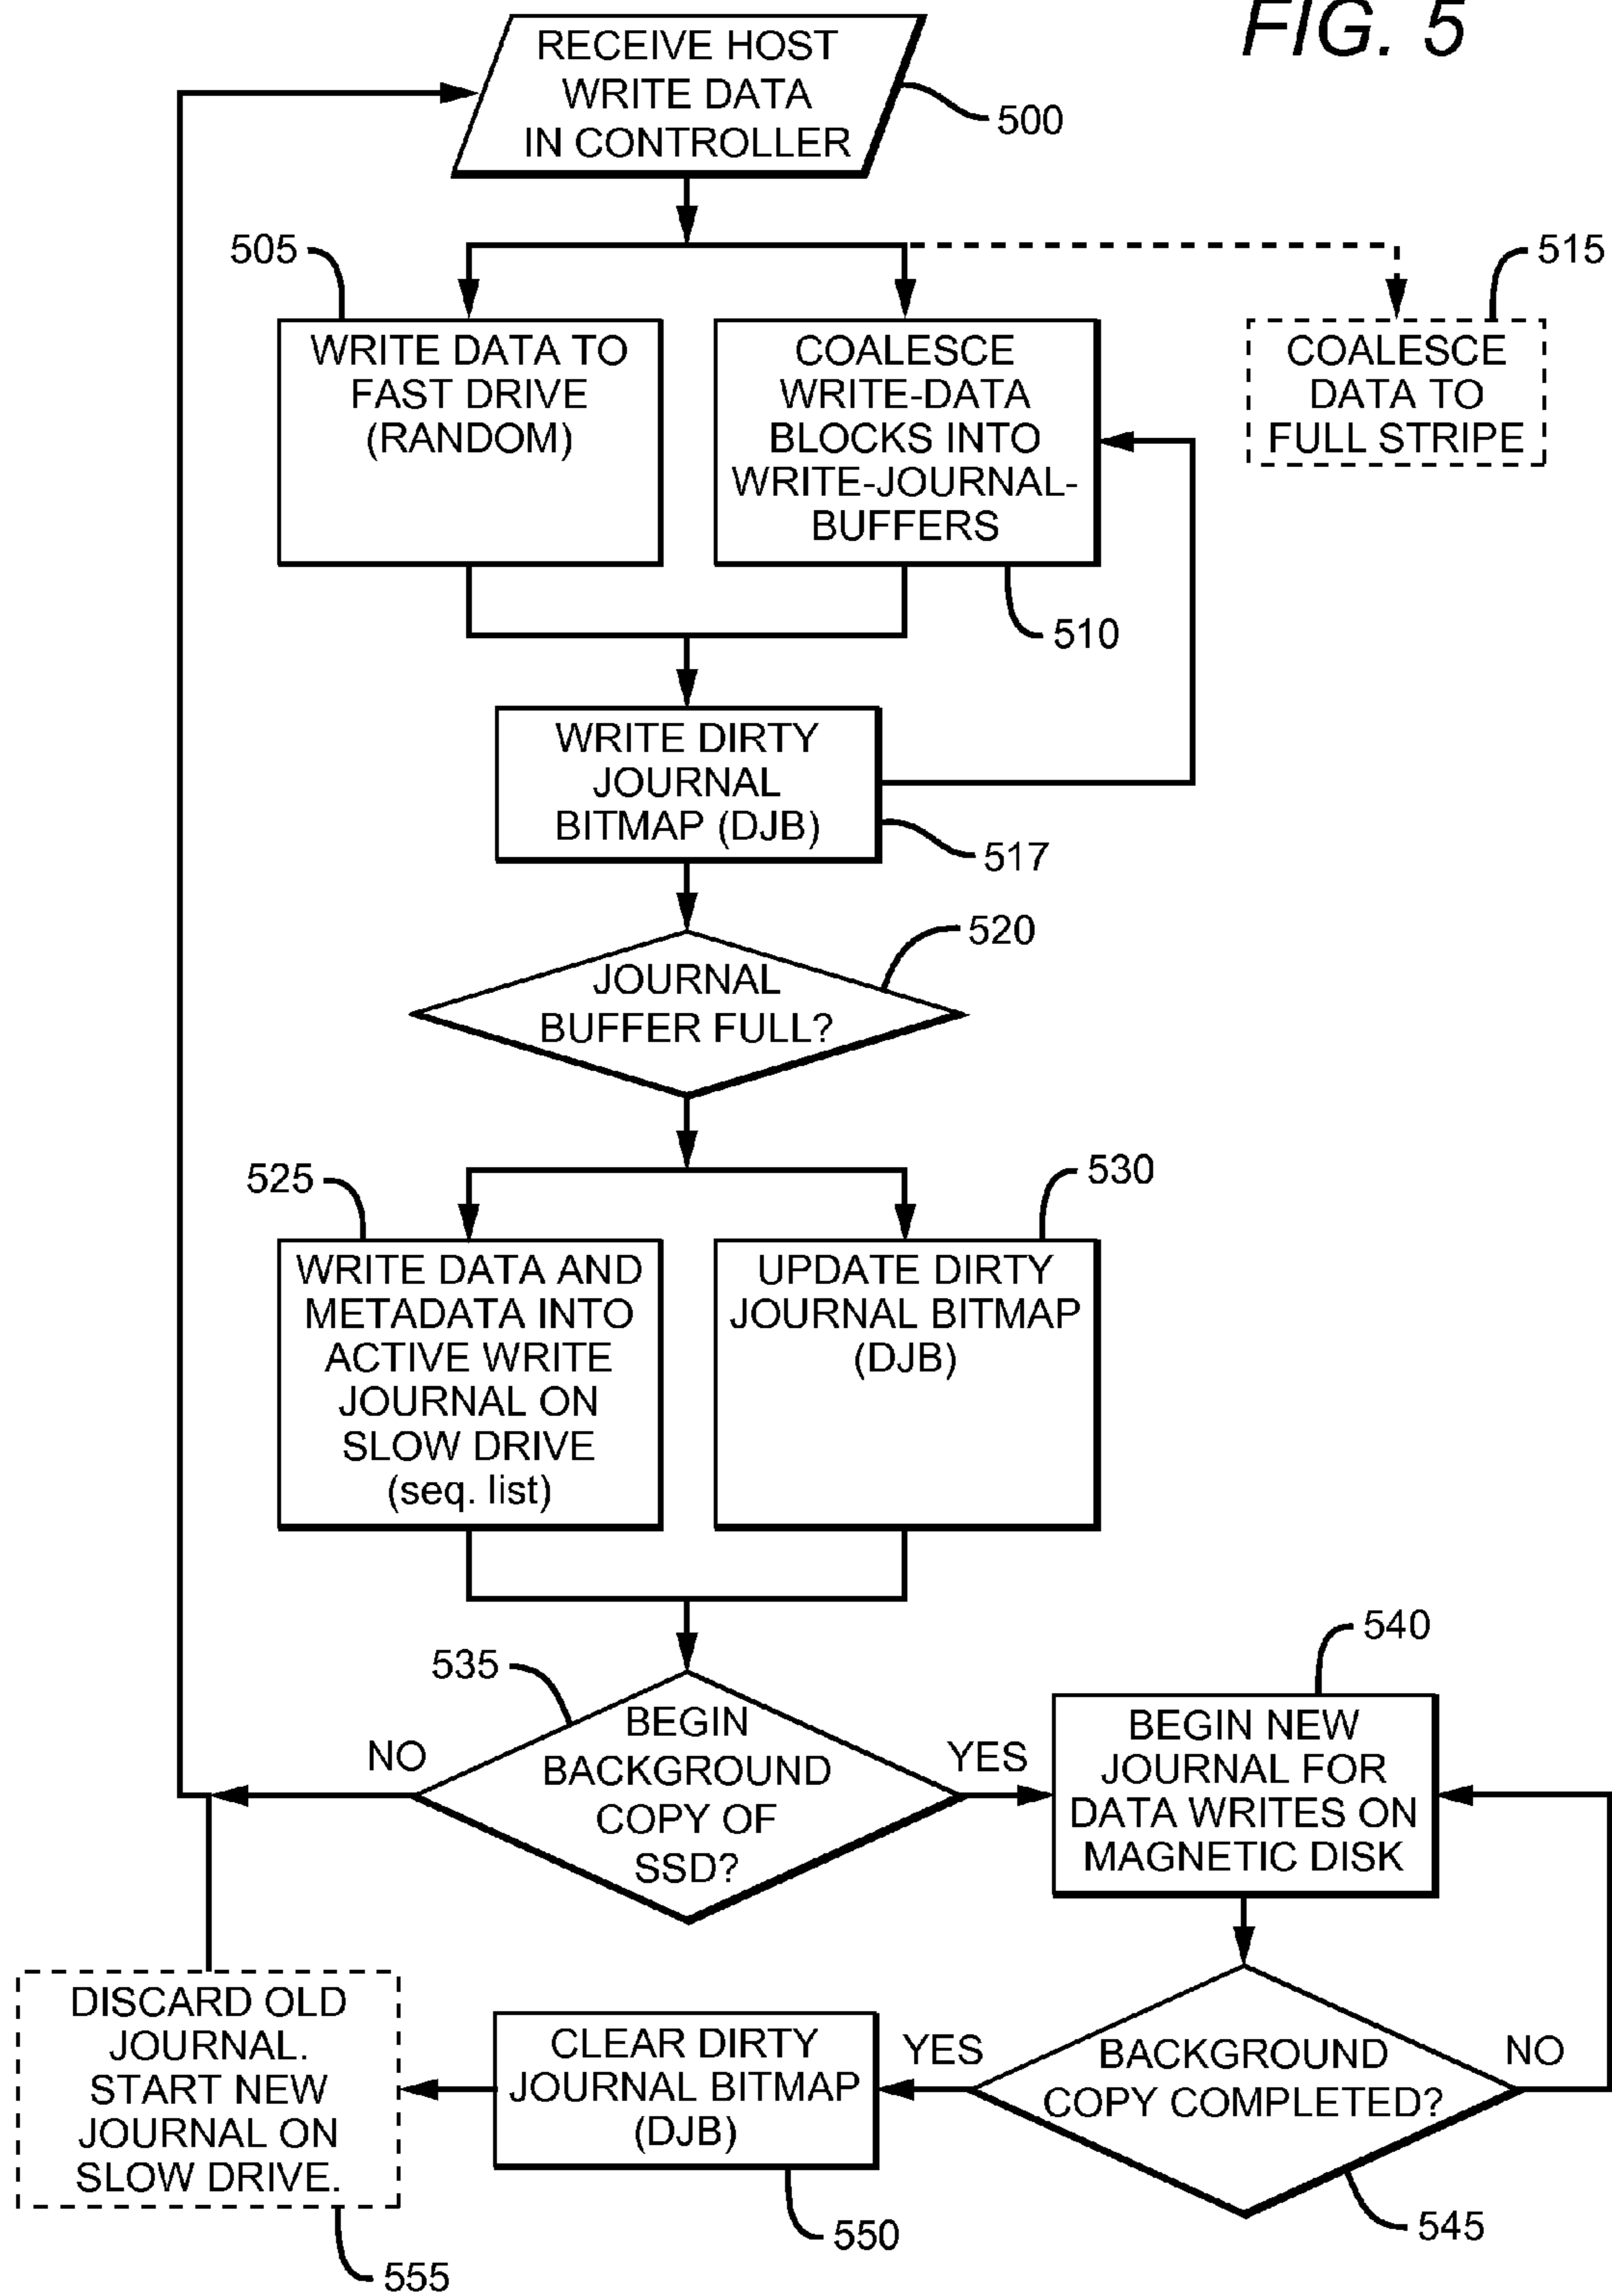 FIG. 5
RECEIVE HOST
WRITE DATA
IN CONTROLLER
500
505
WRITE DATA TO
FAST DRIVE
(RANDOM)
COALESCE
WRITE-DATA
BLOCKS INTO
WRITE-JOURNAL-
BUFFERS
510
515
COALESCE
DATA TO
FULL STRIPE
WRITE DIRTY
JOURNAL
BITMAP (DJB)
517
JOURNAL
BUFFER FULL?
520
525
WRITE DATA AND
METADATA INTO
ACTIVE WRITE
JOURNAL ON
SLOW DRIVE
(seq. list)
530
UPDATE DIRTY
JOURNAL BITMAP
(DJB)
535
BEGIN
BACKGROUND
COPY OF
SSD?
NO
YES
540
BEGIN NEW
JOURNAL FOR
DATA WRITES ON
MAGNETIC DISK
BACKGROUND
COPY COMPLETED?
NO
YES
545
CLEAR DIRTY
JOURNAL BITMAP
(DJB)
550
DISCARD OLD
JOURNAL.
START NEW
JOURNAL ON
SLOW DRIVE.
555